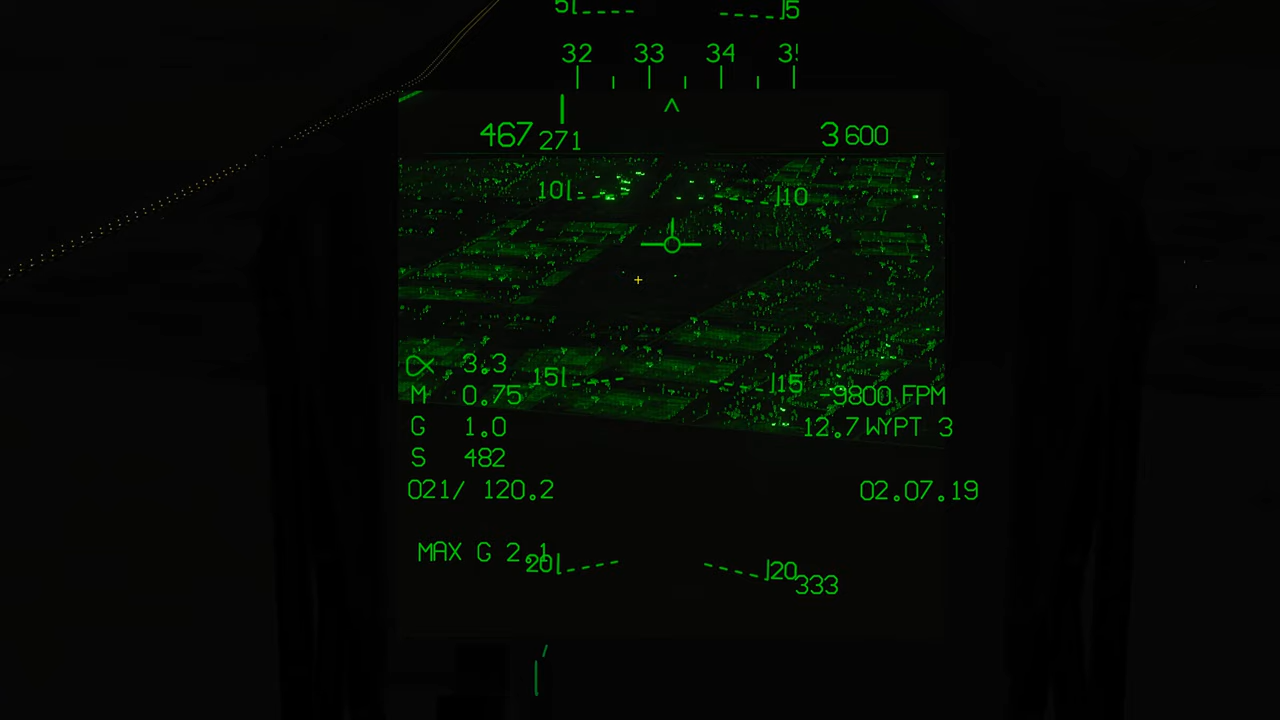 5 5
32 33 34 35
467 271 3 600
10 10
α 3.3
15 15
M 0.75 -9800 FPM
G 1.0 12.7 WYPT 3
S 482
021/ 120.2 02.07.19
MAX G 2.1
20 20
333